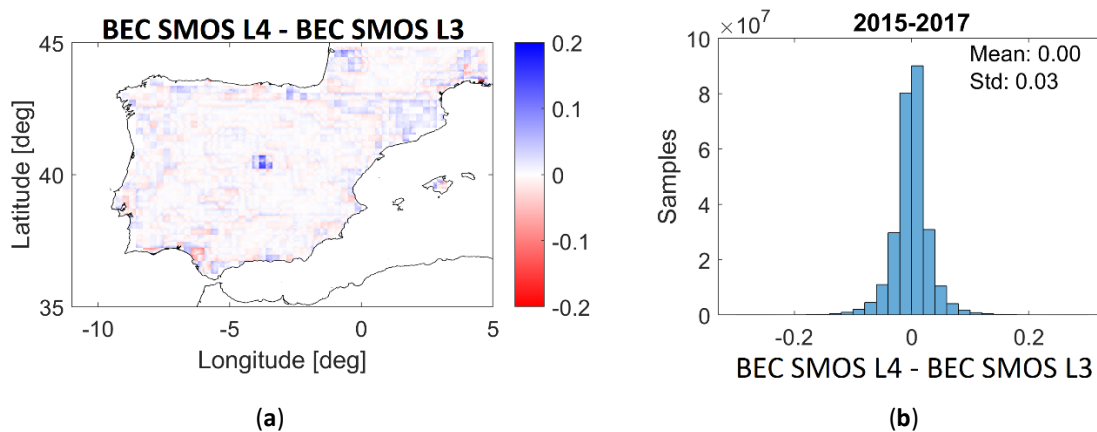 BEC SMOS L4 - BEC SMOS L3
45
40
35
Latitude [deg]
-10
-5
0
5
Longitude [deg]
0.2
0.1
0
-0.1
-0.2
(a)
2015-2017
×10⁷
10
8
6
4
2
0
Samples
Mean: 0.00
Std: 0.03
-0.2
0
0.2
BEC SMOS L4 - BEC SMOS L3
(b)